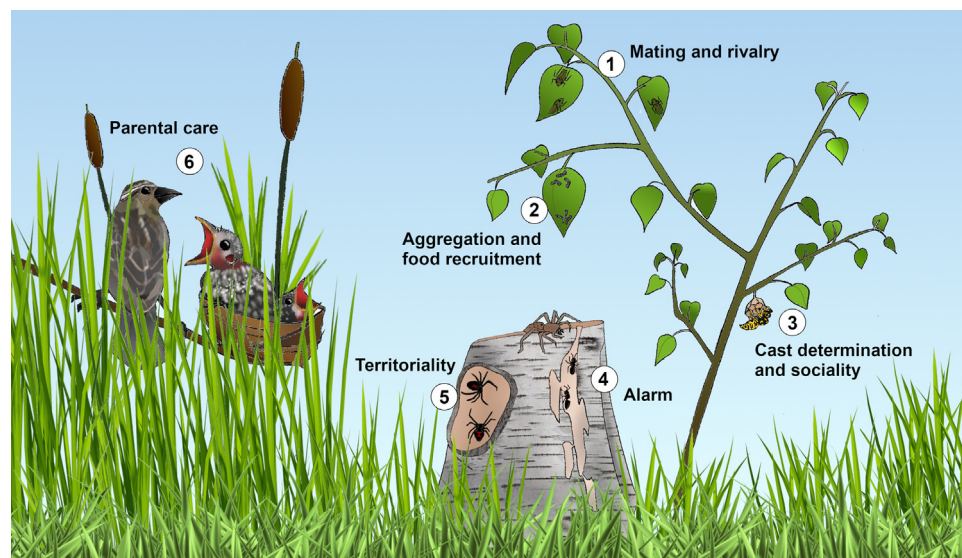 1
Mating and rivalry
Parental care
6
2
Aggregation and
food recruitment
3
Cast determination
and sociality
Territoriality
5
4
Alarm